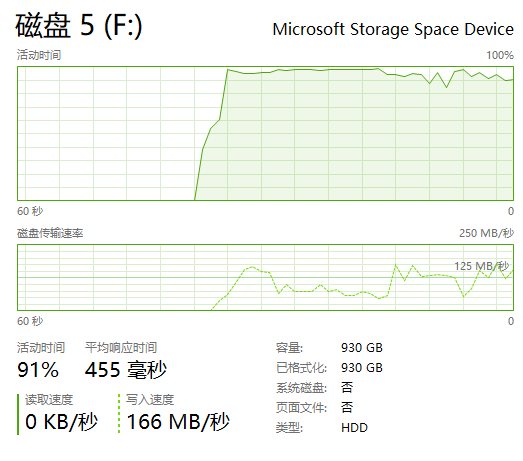 磁盘 5 (F:) Microsoft Storage Space Device
活动时间 100%
60 秒 0
磁盘传输速率 250 MB/秒
125 MB/秒
60 秒 0
活动时间 平均响应时间
91% 455 毫秒
读取速度 写入速度
0 KB/秒 166 MB/秒
容量: 930 GB
已格式化: 930 GB
系统磁盘: 否
页面文件: 否
类型: HDD